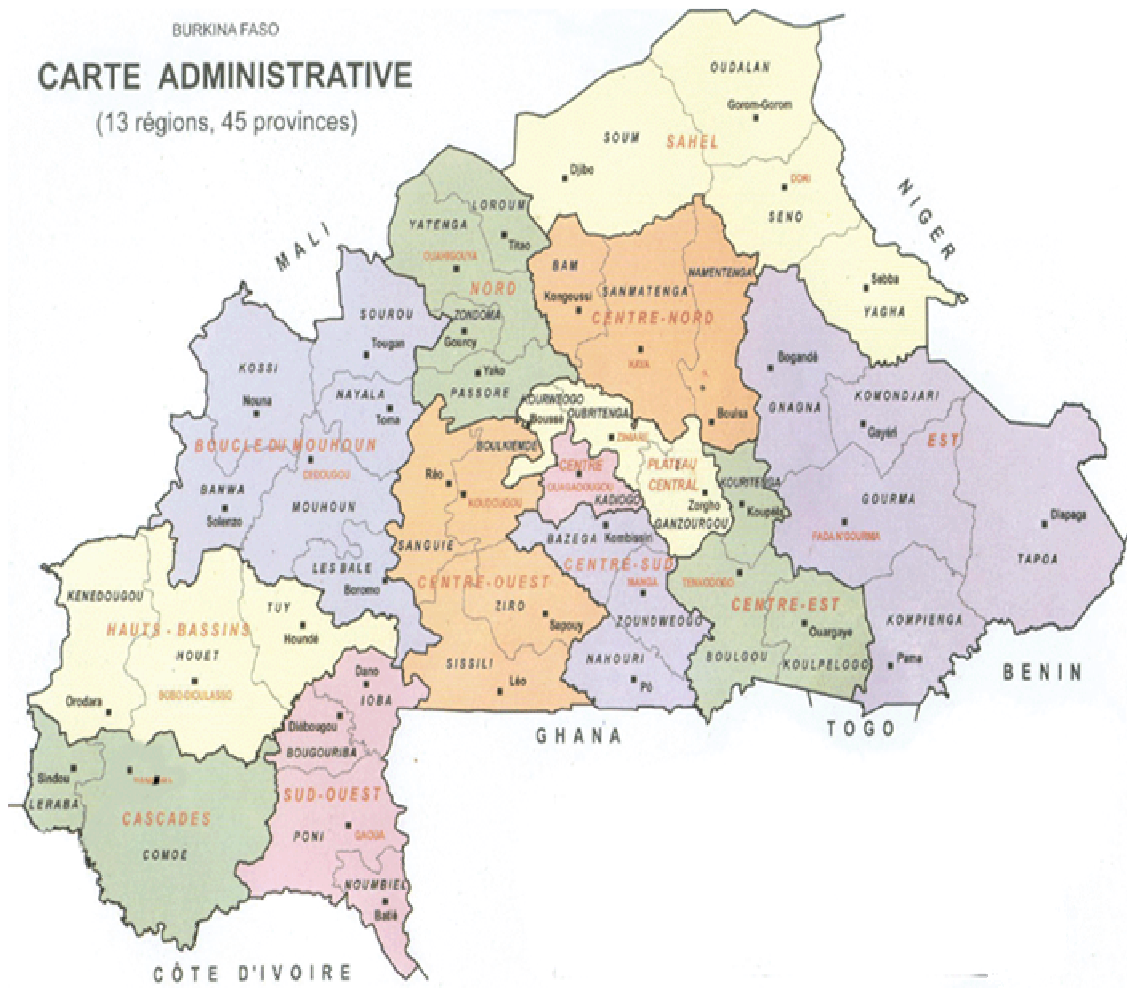 BURKINA FASO
CARTE ADMINISTRATIVE
(13 régions, 45 provinces)
OUDALAN
Gorom-Gorom
SOUM
SAHEL
Djibo
DORI
SENO
NIGER
Sebba
YAGHA
MALI
LOROUM
YATENGA
Titao
OUAHIGOUYA
NORD
ZONDOMA
Gourcy
Yako
PASSORE
BAM
Kongoussi
SANMATENGA
NAMENTENGA
CENTRE-NORD
KAYA
Boulsa
SOUROU
Tougan
KOSSI
Nouna
NAYALA
Toma
BOUCLE DU MOUHOUN
DEDOUGOU
BANWA
Solenzo
MOUHOUN
LES BALE
Boromo
KOURWEOGO
Boussé
OUBRITENGA
ZINIARE
PLATEAU
CENTRAL
Zorgho
GANZOURGOU
CENTRE
OUAGADOUGOU
KADIOGO
BOULKIEMDE
Réo
KOUDOUGOU
SANGUIE
CENTRE-OUEST
ZIRO
Sapouy
SISSILI
Léo
BAZEGA
Kombissiri
CENTRE-SUD
MANGA
ZOUNDWEOGO
NAHOURI
Pô
KOURITENGA
Koupéla
TENKODOGO
CENTRE-EST
Ouargaye
BOULGOU
KOULPELOGO
Bogandé
GNAGNA
KOMONDJARI
Gayéri
EST
GOURMA
FADA N'GOURMA
Diapaga
TAPOA
KOMPIENGA
Pama
KENEDOUGOU
TUY
HAUTS-BASSINS
Houndé
HOUET
BOBO-DIOULASSO
Orodara
Sindou
LERABA
CASCADES
COMOE
Dano
IOBA
Diébougou
BOUGOURIBA
SUD-OUEST
PONI
GAOUA
NOUMBIEL
Batié
BENIN
TOGO
GHANA
CÔTE D'IVOIRE